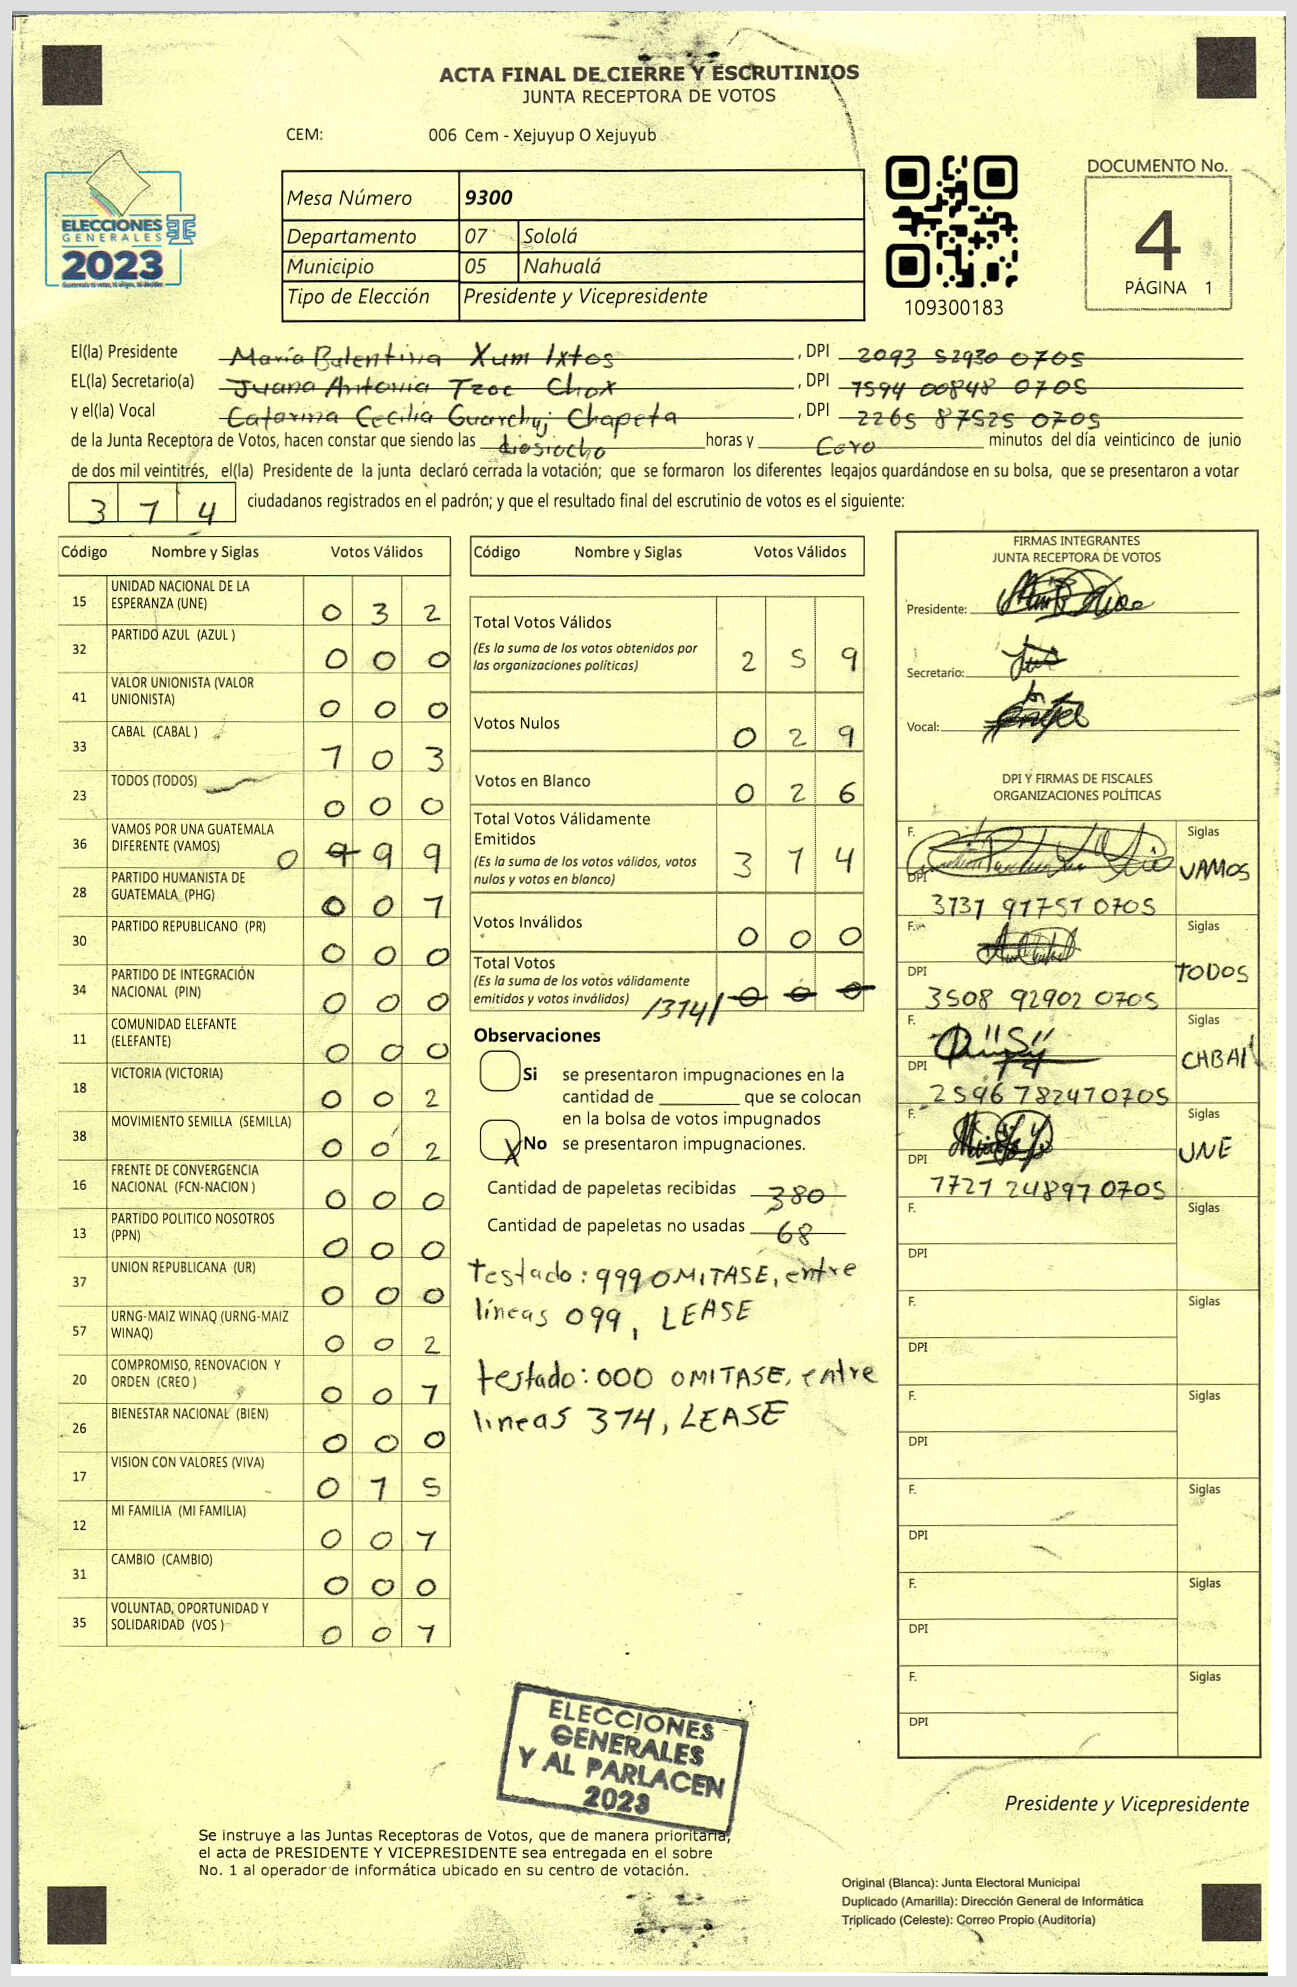 ACTA FINAL DE CIERRE Y ESCRUTINIOS
JUNTA RECEPTORA DE VOTOS
CEM: 006 Cem - Xejuyup O Xejuyub
ELECCIONES
GENERALES
2023
Mesa Número 9300
Departamento 07 Sololá
Municipio 05 Nahualá
Tipo de Elección Presidente y Vicepresidente
109300183
DOCUMENTO No.
4
PÁGINA 1
El(la) Presidente María Balentina Xum Ixtos, DPI 2093 52930 0705
EL(la) Secretario(a) Juana Antonia Tzoc Chox, DPI 1594 00848 0705
y el(la) Vocal Catarina Cecilia Guarchuj Chapeta, DPI 2265 87525 0705
de la Junta Receptora de Votos, hacen constar que siendo las diesiocho horas y Cero minutos del día veinticinco de junio
de dos mil veintitrés, el(la) Presidente de la junta declaró cerrada la votación; que se formaron los diferentes legajos guardándose en su bolsa, que se presentaron a votar
314 ciudadanos registrados en el padrón; y que el resultado final del escrutinio de votos es el siguiente:
Código Nombre y Siglas Votos Válidos
15 UNIDAD NACIONAL DE LA ESPERANZA (UNE) 0 3 2
32 PARTIDO AZUL (AZUL ) 0 0 0
41 VALOR UNIONISTA (VALOR UNIONISTA) 0 0 0
33 CABAL (CABAL ) 1 0 3
23 TODOS (TODOS) 0 0 0
36 VAMOS POR UNA GUATEMALA DIFERENTE (VAMOS) 0 9 9 9
28 PARTIDO HUMANISTA DE GUATEMALA (PHG) 0 0 1
30 PARTIDO REPUBLICANO (PR) 0 0 0
34 PARTIDO DE INTEGRACIÓN NACIONAL (PIN) 0 0 0
11 COMUNIDAD ELEFANTE (ELEFANTE) 0 0 0
18 VICTORIA (VICTORIA) 0 0 2
38 MOVIMIENTO SEMILLA (SEMILLA) 0 0 2
16 FRENTE DE CONVERGENCIA NACIONAL (FCN-NACION ) 0 0 0
13 PARTIDO POLITICO NOSOTROS (PPN) 0 0 0
37 UNION REPUBLICANA (UR) 0 0 0
57 URNG-MAIZ WINAQ (URNG-MAIZ WINAQ) 0 0 2
20 COMPROMISO, RENOVACION Y ORDEN (CREO ) 0 0 1
26 BIENESTAR NACIONAL (BIEN) 0 0 0
17 VISION CON VALORES (VIVA) 0 1 5
12 MI FAMILIA (MI FAMILIA) 0 0 1
31 CAMBIO (CAMBIO) 0 0 0
35 VOLUNTAD, OPORTUNIDAD Y SOLIDARIDAD (VOS ) 0 0 1
Código Nombre y Siglas Votos Válidos
Total Votos Válidos 2 5 9
(Es la suma de los votos obtenidos por
las organizaciones políticas)
Votos Nulos 0 2 9
Votos en Blanco 0 2 6
Total Votos Válidamente
Emitidos 3 1 4
(Es la suma de los votos válidos, votos
nulos y votos en blanco)
Votos Inválidos 0 0 0
Total Votos
(Es la suma de los votos válidamente
emitidos y votos inválidos) /314/ 0 0 0
Observaciones
Si se presentaron impugnaciones en la
cantidad de ________ que se colocan
en la bolsa de votos impugnados
X No se presentaron impugnaciones.
Cantidad de papeletas recibidas 380
Cantidad de papeletas no usadas 68
testado: 999 OMITASE, entre
líneas 099, LEASE
testado: 000 OMITASE, entre
lineas 314, LEASE
FIRMAS INTEGRANTES
JUNTA RECEPTORA DE VOTOS
Presidente:
Secretario:
Vocal:
DPI Y FIRMAS DE FISCALES
ORGANIZACIONES POLÍTICAS
F. Siglas
VAMOS
DPI
3131 91751 0705
F. Siglas
TODOS
DPI
3508 92902 0705
F. Siglas
CABAL
DPI
2596 78247 0705
F. Siglas
UNE
DPI
1721 24897 0705
F. Siglas
DPI
F. Siglas
DPI
F. Siglas
DPI
F. Siglas
DPI
F. Siglas
DPI
F. Siglas
DPI
ELECCIONES
GENERALES
Y AL PARLACEN
2023
Presidente y Vicepresidente
Se instruye a las Juntas Receptoras de Votos, que de manera prioritaria,
el acta de PRESIDENTE Y VICEPRESIDENTE sea entregada en el sobre
No. 1 al operador de informática ubicado en su centro de votación.
Original (Blanca): Junta Electoral Municipal
Duplicado (Amarilla): Dirección General de Informática
Triplicado (Celeste): Correo Propio (Auditoría)